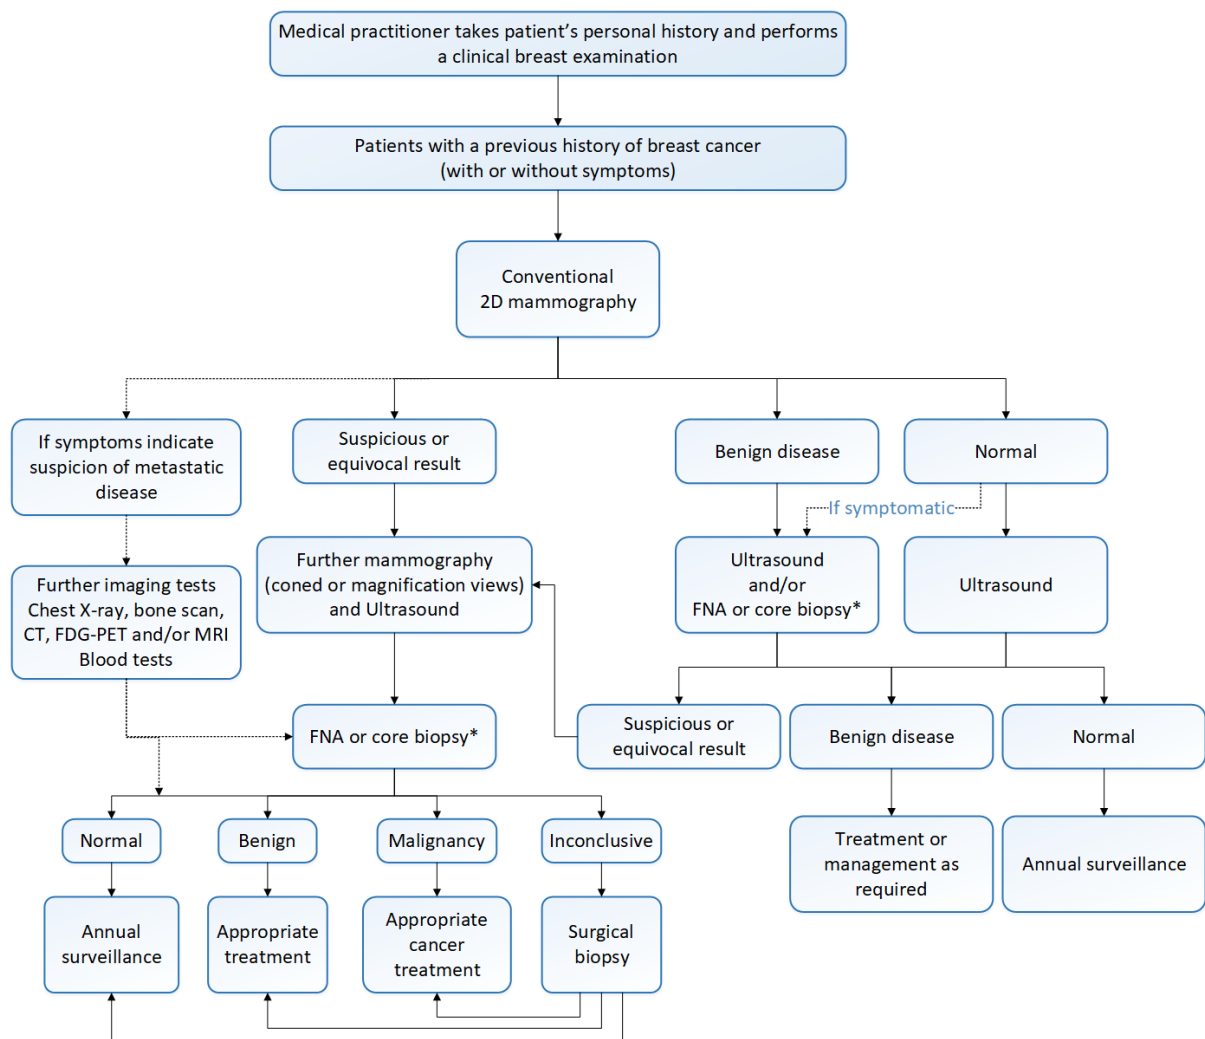 Medical practitioner takes patient's personal history and performs
a clinical breast examination
Patients with a previous history of breast cancer
(with or without symptoms)
Conventional
2D mammography
If symptoms indicate
suspicion of metastatic
disease
Suspicious or
equivocal result
Benign disease
Normal
If symptomatic
Further imaging tests
Chest X-ray, bone scan,
CT, FDG-PET and/or MRI
Blood tests
Further mammography
(coned or magnification views)
and Ultrasound
Ultrasound
and/or
FNA or core biopsy*
Ultrasound
FNA or core biopsy*
Suspicious or
equivocal result
Benign disease
Normal
Normal
Benign
Malignancy
Inconclusive
Treatment or
management as
required
Annual surveillance
Annual
surveillance
Appropriate
treatment
Appropriate
cancer
treatment
Surgical
biopsy